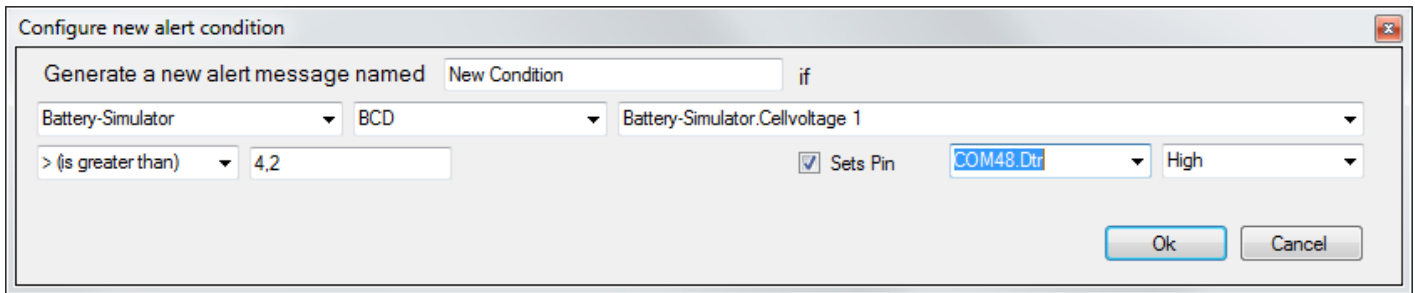 Configure new alert condition
Generate a new alert message named New Condition if
Battery-Simulator BCD Battery-Simulator.Cellvoltage 1
> (is greater than) 4,2 Sets Pin COM48.Dtr High
Ok Cancel